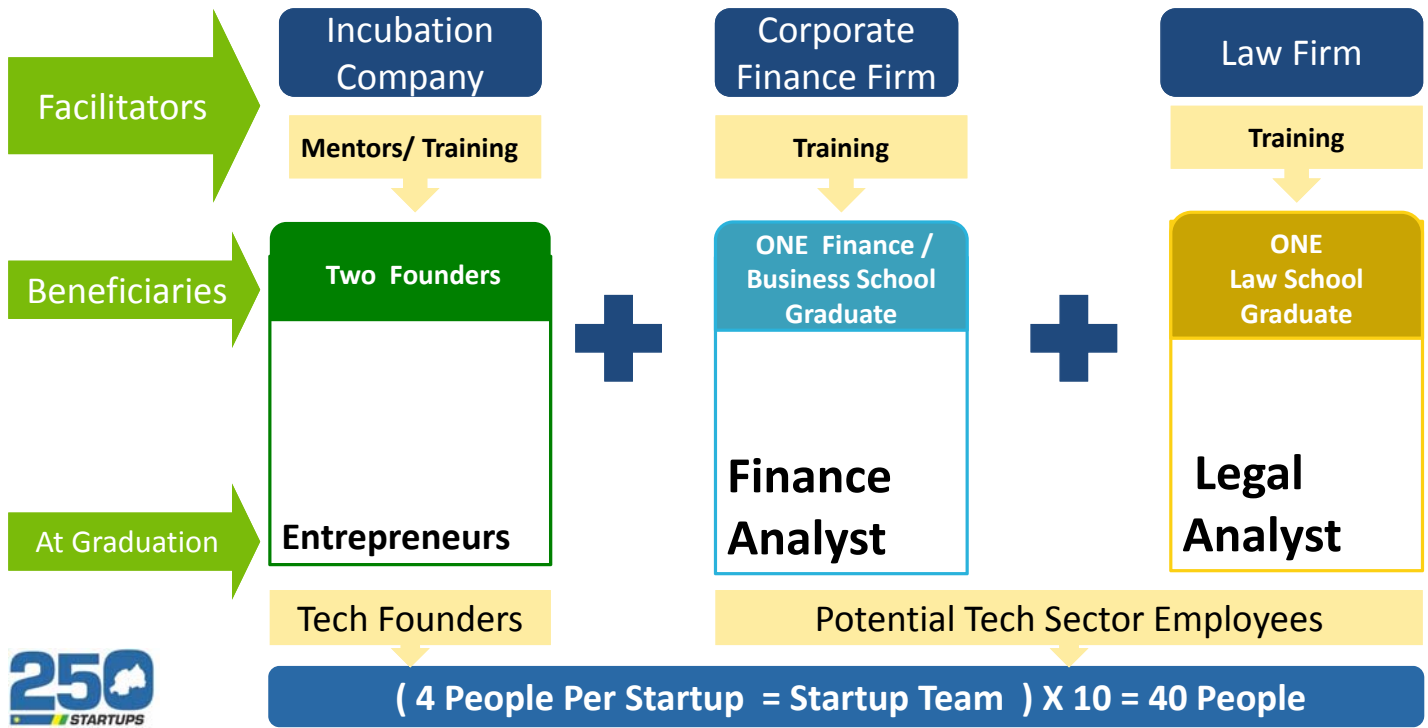 Facilitators
Incubation
Company
Corporate
Finance Firm
Law Firm
Mentors/ Training
Training
Training
Beneficiaries
Two Founders
ONE Finance /
Business School
Graduate
ONE
Law School
Graduate
At Graduation
Entrepreneurs
Finance
Analyst
Legal
Analyst
Tech Founders
Potential Tech Sector Employees
250
STARTUPS
( 4 People Per Startup = Startup Team ) X 10 = 40 People